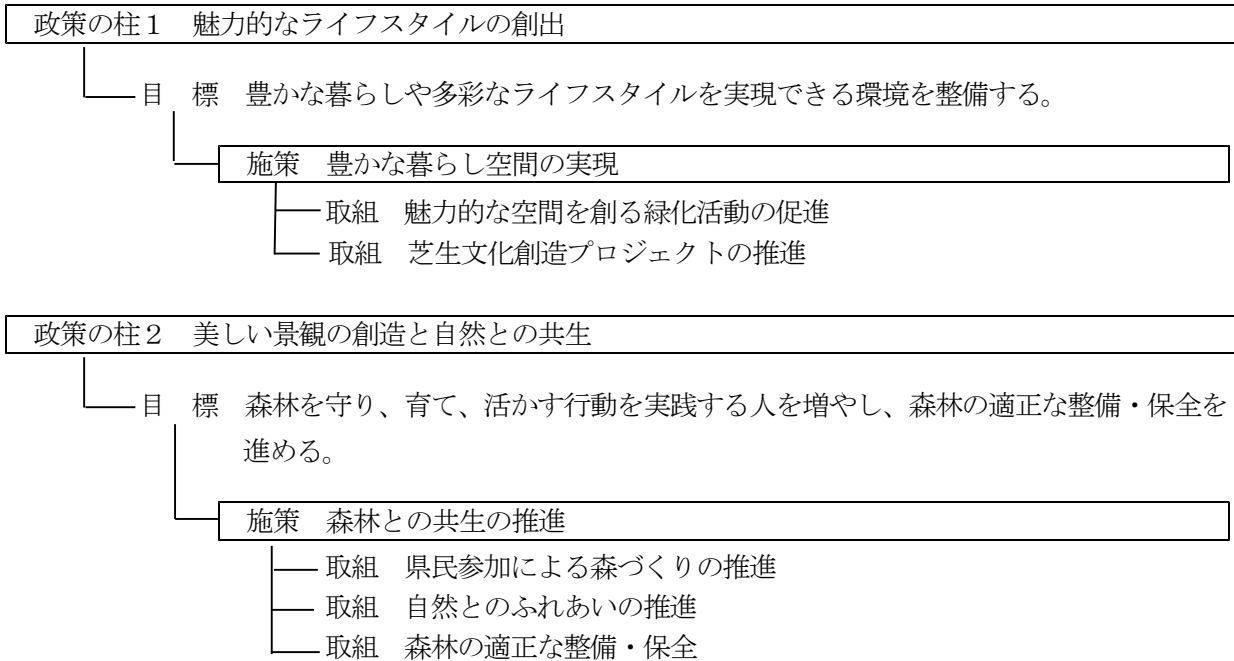 政策の柱１　魅力的なライフスタイルの創出
目　標　豊かな暮らしや多彩なライフスタイルを実現できる環境を整備する。
施策　豊かな暮らし空間の実現
取組　魅力的な空間を創る緑化活動の促進
取組　芝生文化創造プロジェクトの推進
政策の柱２　美しい景観の創造と自然との共生
目　標　森林を守り、育て、活かす行動を実践する人を増やし、森林の適正な整備・保全を
進める。
施策　森林との共生の推進
取組　県民参加による森づくりの推進
取組　自然とのふれあいの推進
取組　森林の適正な整備・保全